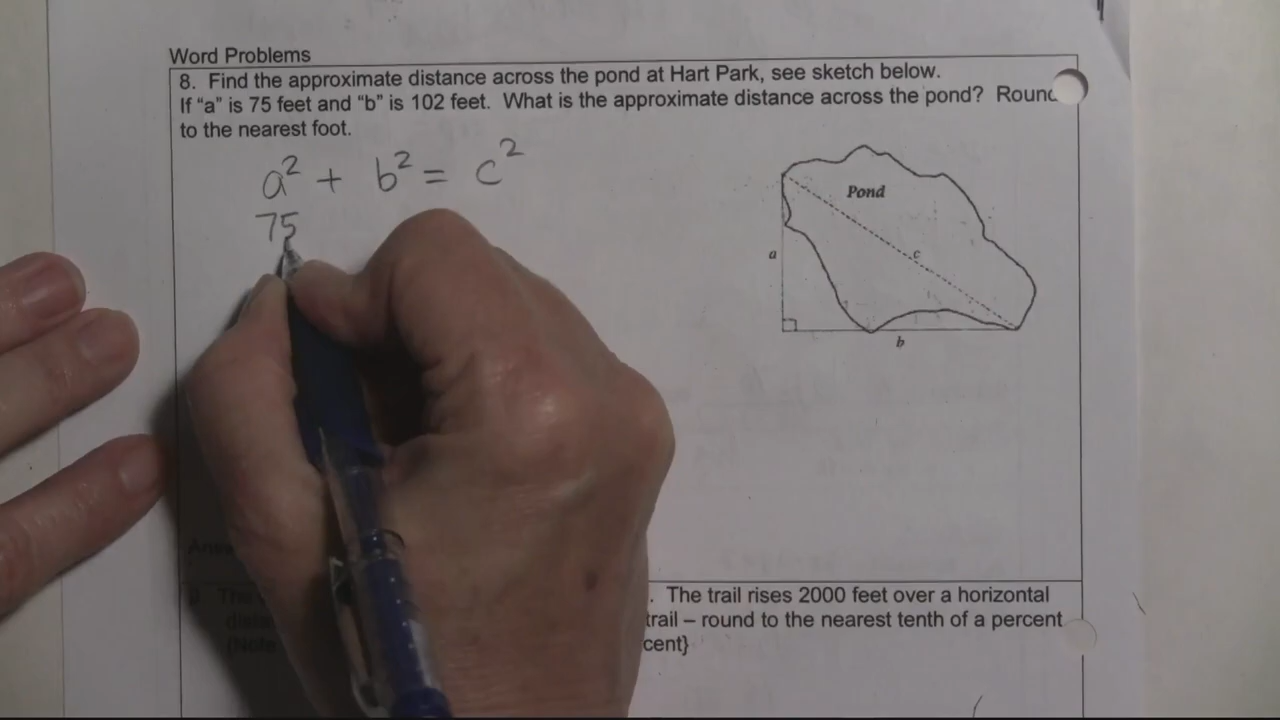 Word Problems
8. Find the approximate distance across the pond at Hart Park, see sketch below.
If “a” is 75 feet and “b” is 102 feet. What is the approximate distance across the pond? Round
to the nearest foot.
a² + b² = c²
75
Pond
a
c
b
. The trail rises 2000 feet over a horizontal
trail – round to the nearest tenth of a percent
cent}